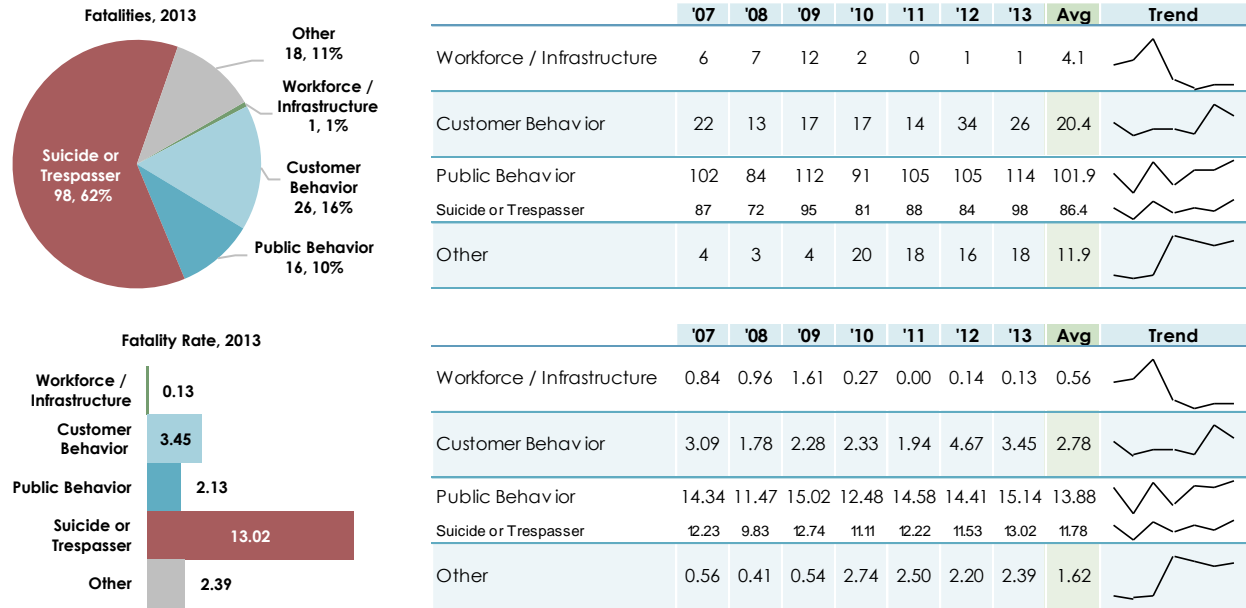 Fatalities, 2013
Other
18, 11%
Workforce /
Infrastructure
1, 1%
Customer
Behavior
26, 16%
Public Behavior
16, 10%
Suicide or
Trespasser
98, 62%
'07 '08 '09 '10 '11 '12 '13 Avg Trend
Workforce / Infrastructure 6 7 12 2 0 1 1 4.1
Customer Behavior 22 13 17 17 14 34 26 20.4
Public Behavior 102 84 112 91 105 105 114 101.9
Suicide or Trespasser 87 72 95 81 88 84 98 86.4
Other 4 3 4 20 18 16 18 11.9
Fatality Rate, 2013
Workforce /
Infrastructure
0.13
Customer
Behavior
3.45
Public Behavior
2.13
Suicide or
Trespasser
13.02
Other
2.39
'07 '08 '09 '10 '11 '12 '13 Avg Trend
Workforce / Infrastructure 0.84 0.96 1.61 0.27 0.00 0.14 0.13 0.56
Customer Behavior 3.09 1.78 2.28 2.33 1.94 4.67 3.45 2.78
Public Behavior 14.34 11.47 15.02 12.48 14.58 14.41 15.14 13.88
Suicide or Trespasser 12.23 9.83 12.74 11.11 12.22 11.53 13.02 11.78
Other 0.56 0.41 0.54 2.74 2.50 2.20 2.39 1.62